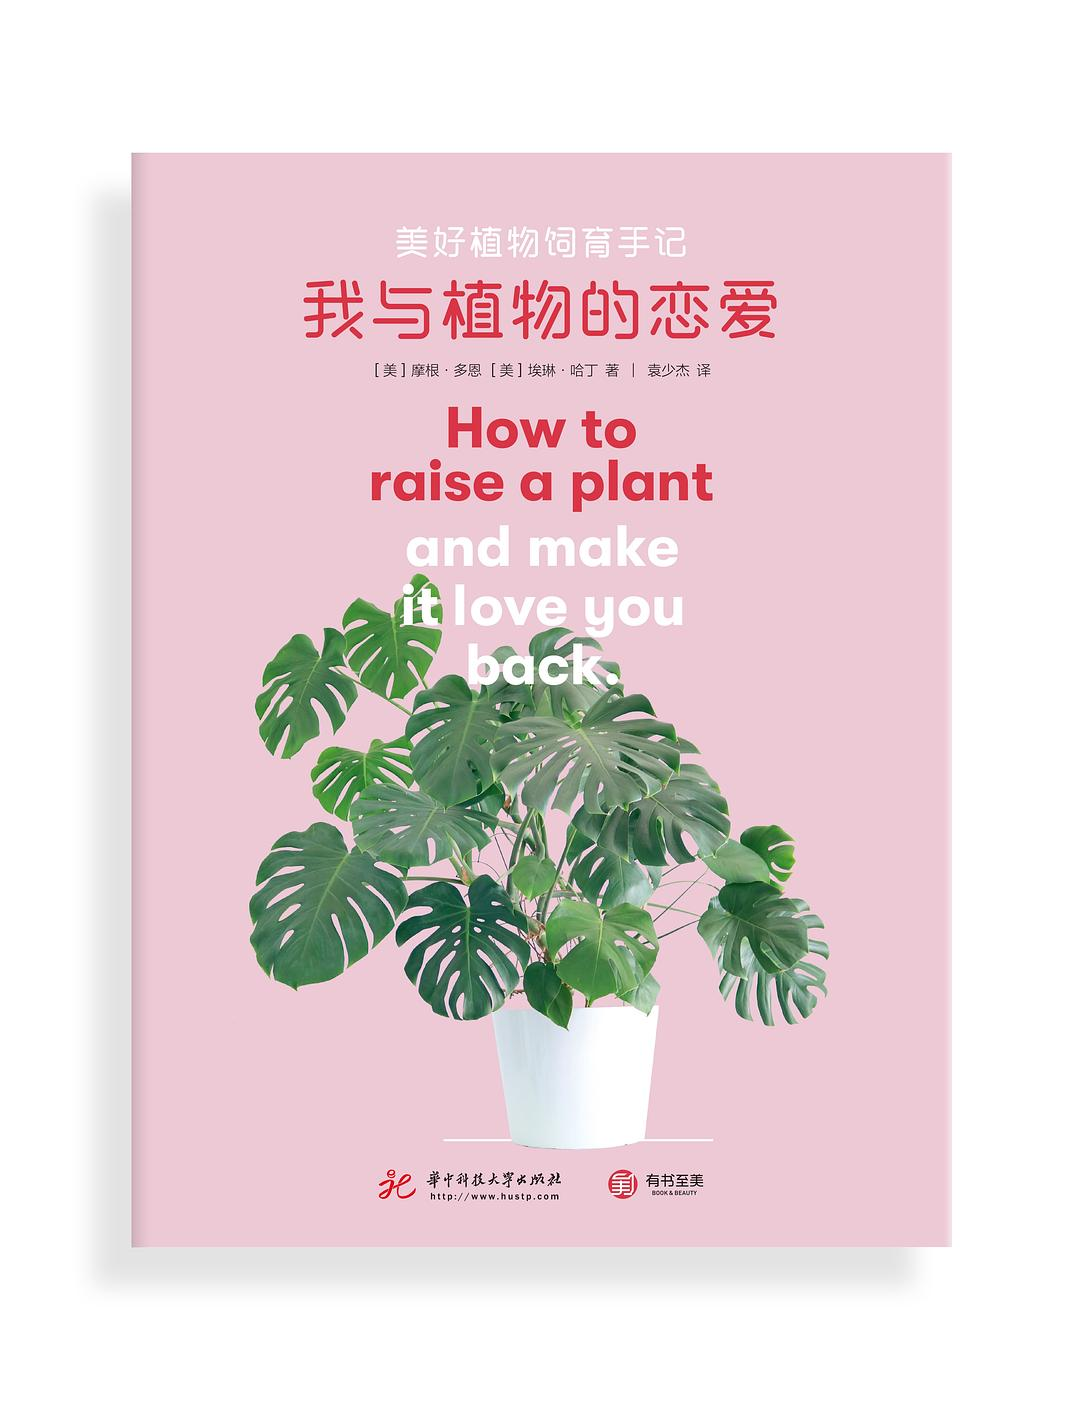 美好植物饲育手记
我与植物的恋爱
[美]摩根·多恩 [美]埃琳·哈丁 著 | 袁少杰 译
How to
raise a plant
and make
it love you
back.
华中科技大学出版社
http://www.hustp.com
有书至美
BOOK & BEAUTY